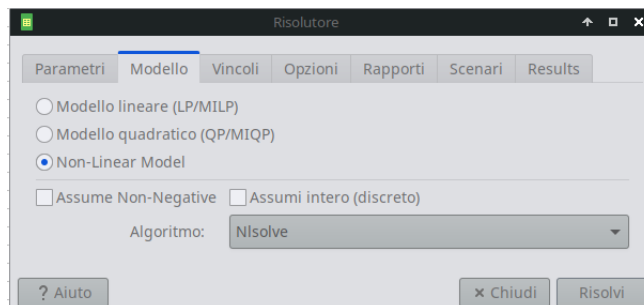 Risolutore
Parametri Modello Vincoli Opzioni Rapporti Scenari Results
Modello lineare (LP/MILP)
Modello quadratico (QP/MIQP)
Non-Linear Model
Assume Non-Negative Assumi intero (discreto)
Algoritmo: Nlsolve
? Aiuto × Chiudi Risolvi